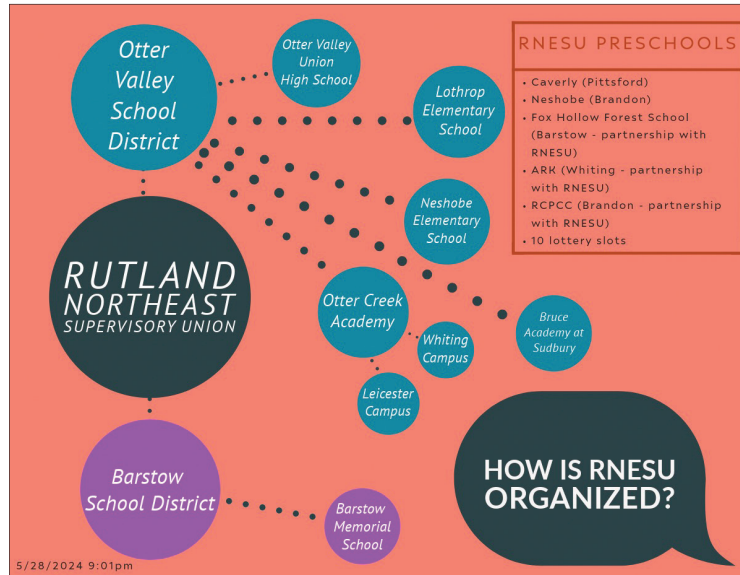 Otter
Valley
School
District
Otter
Valley
Union
High School
Lothrop
Elementary
School
RNESU PRESCHOOLS
• Caverly (Pittsford)
• Neshobe (Brandon)
• Fox Hollow Forest School
(Barstow - partnership with
RNESU)
• ARK (Whiting - partnership
with RNESU)
• RCPCC (Brandon - partnership
with RNESU)
• 10 lottery slots
Neshobe
Elementary
School
RUTLAND
NORTHEAST
SUPERVISORY UNION
Otter Creek
Academy
Whiting
Campus
Leicester
Campus
Bruce
Academy at
Sudbury
Barstow
School District
Barstow
Memorial
School
HOW IS RNESU
ORGANIZED?
5/28/2024 9:01pm